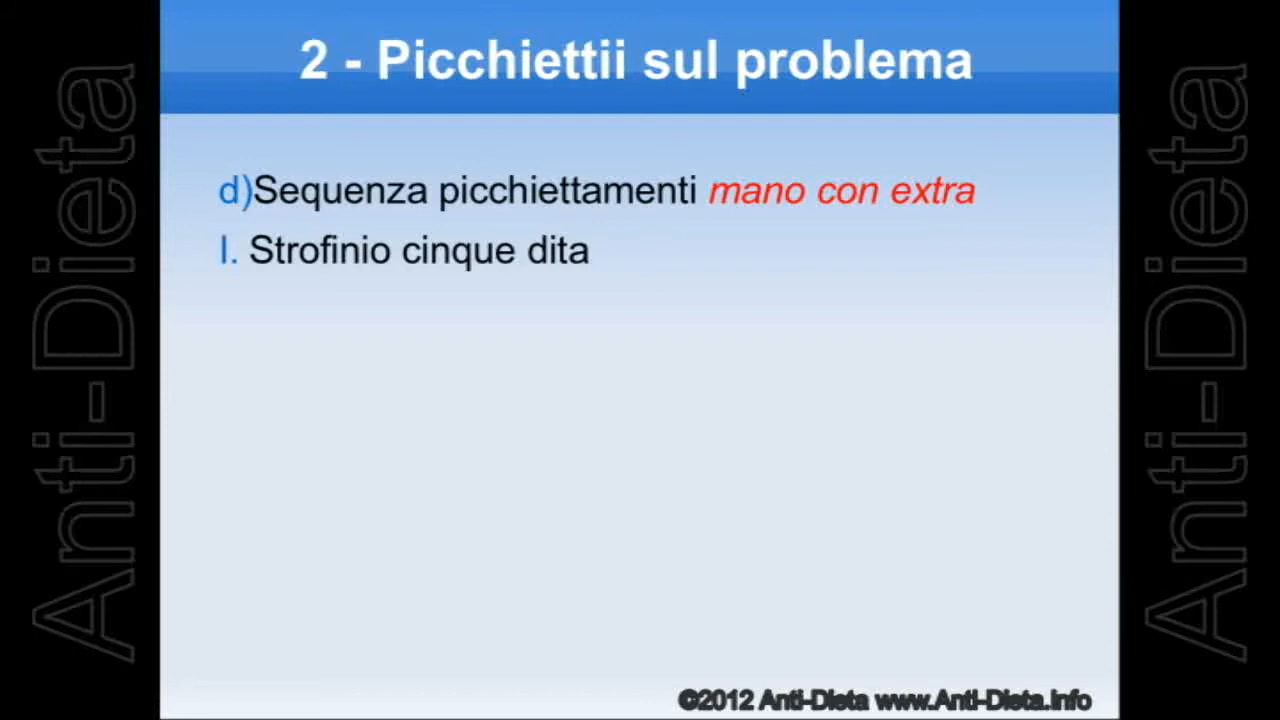 2 - Picchiettii sul problema
d)Sequenza picchiettamenti mano con extra
I. Strofinio cinque dita
©2012 Anti-Dieta www.Anti-Dieta.info
Anti-Dieta
Anti-Dieta